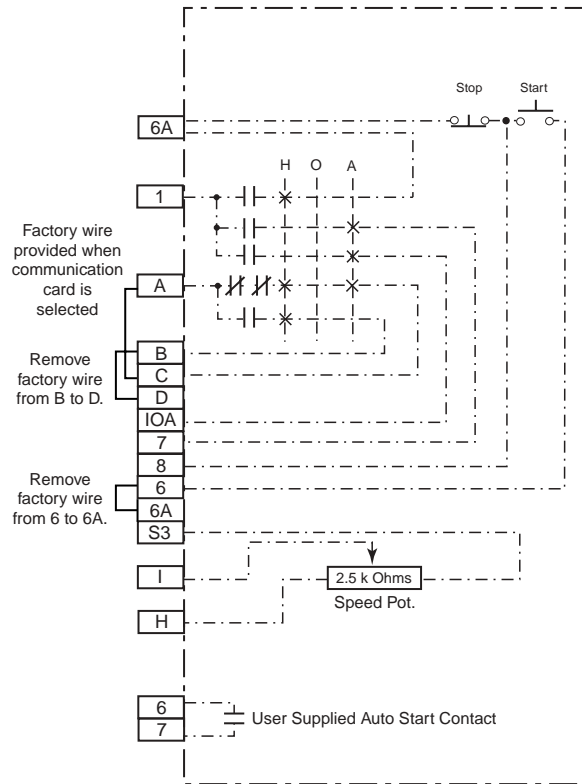 Stop Start
6A
H O A
1
Factory wire
provided when
communication
card is
selected
A
B
C
D
IOA
7
8
6
6A
S3
Remove
factory wire
from B to D.
Remove
factory wire
from 6 to 6A.
I
2.5 k Ohms
Speed Pot.
H
6
7
User Supplied Auto Start Contact